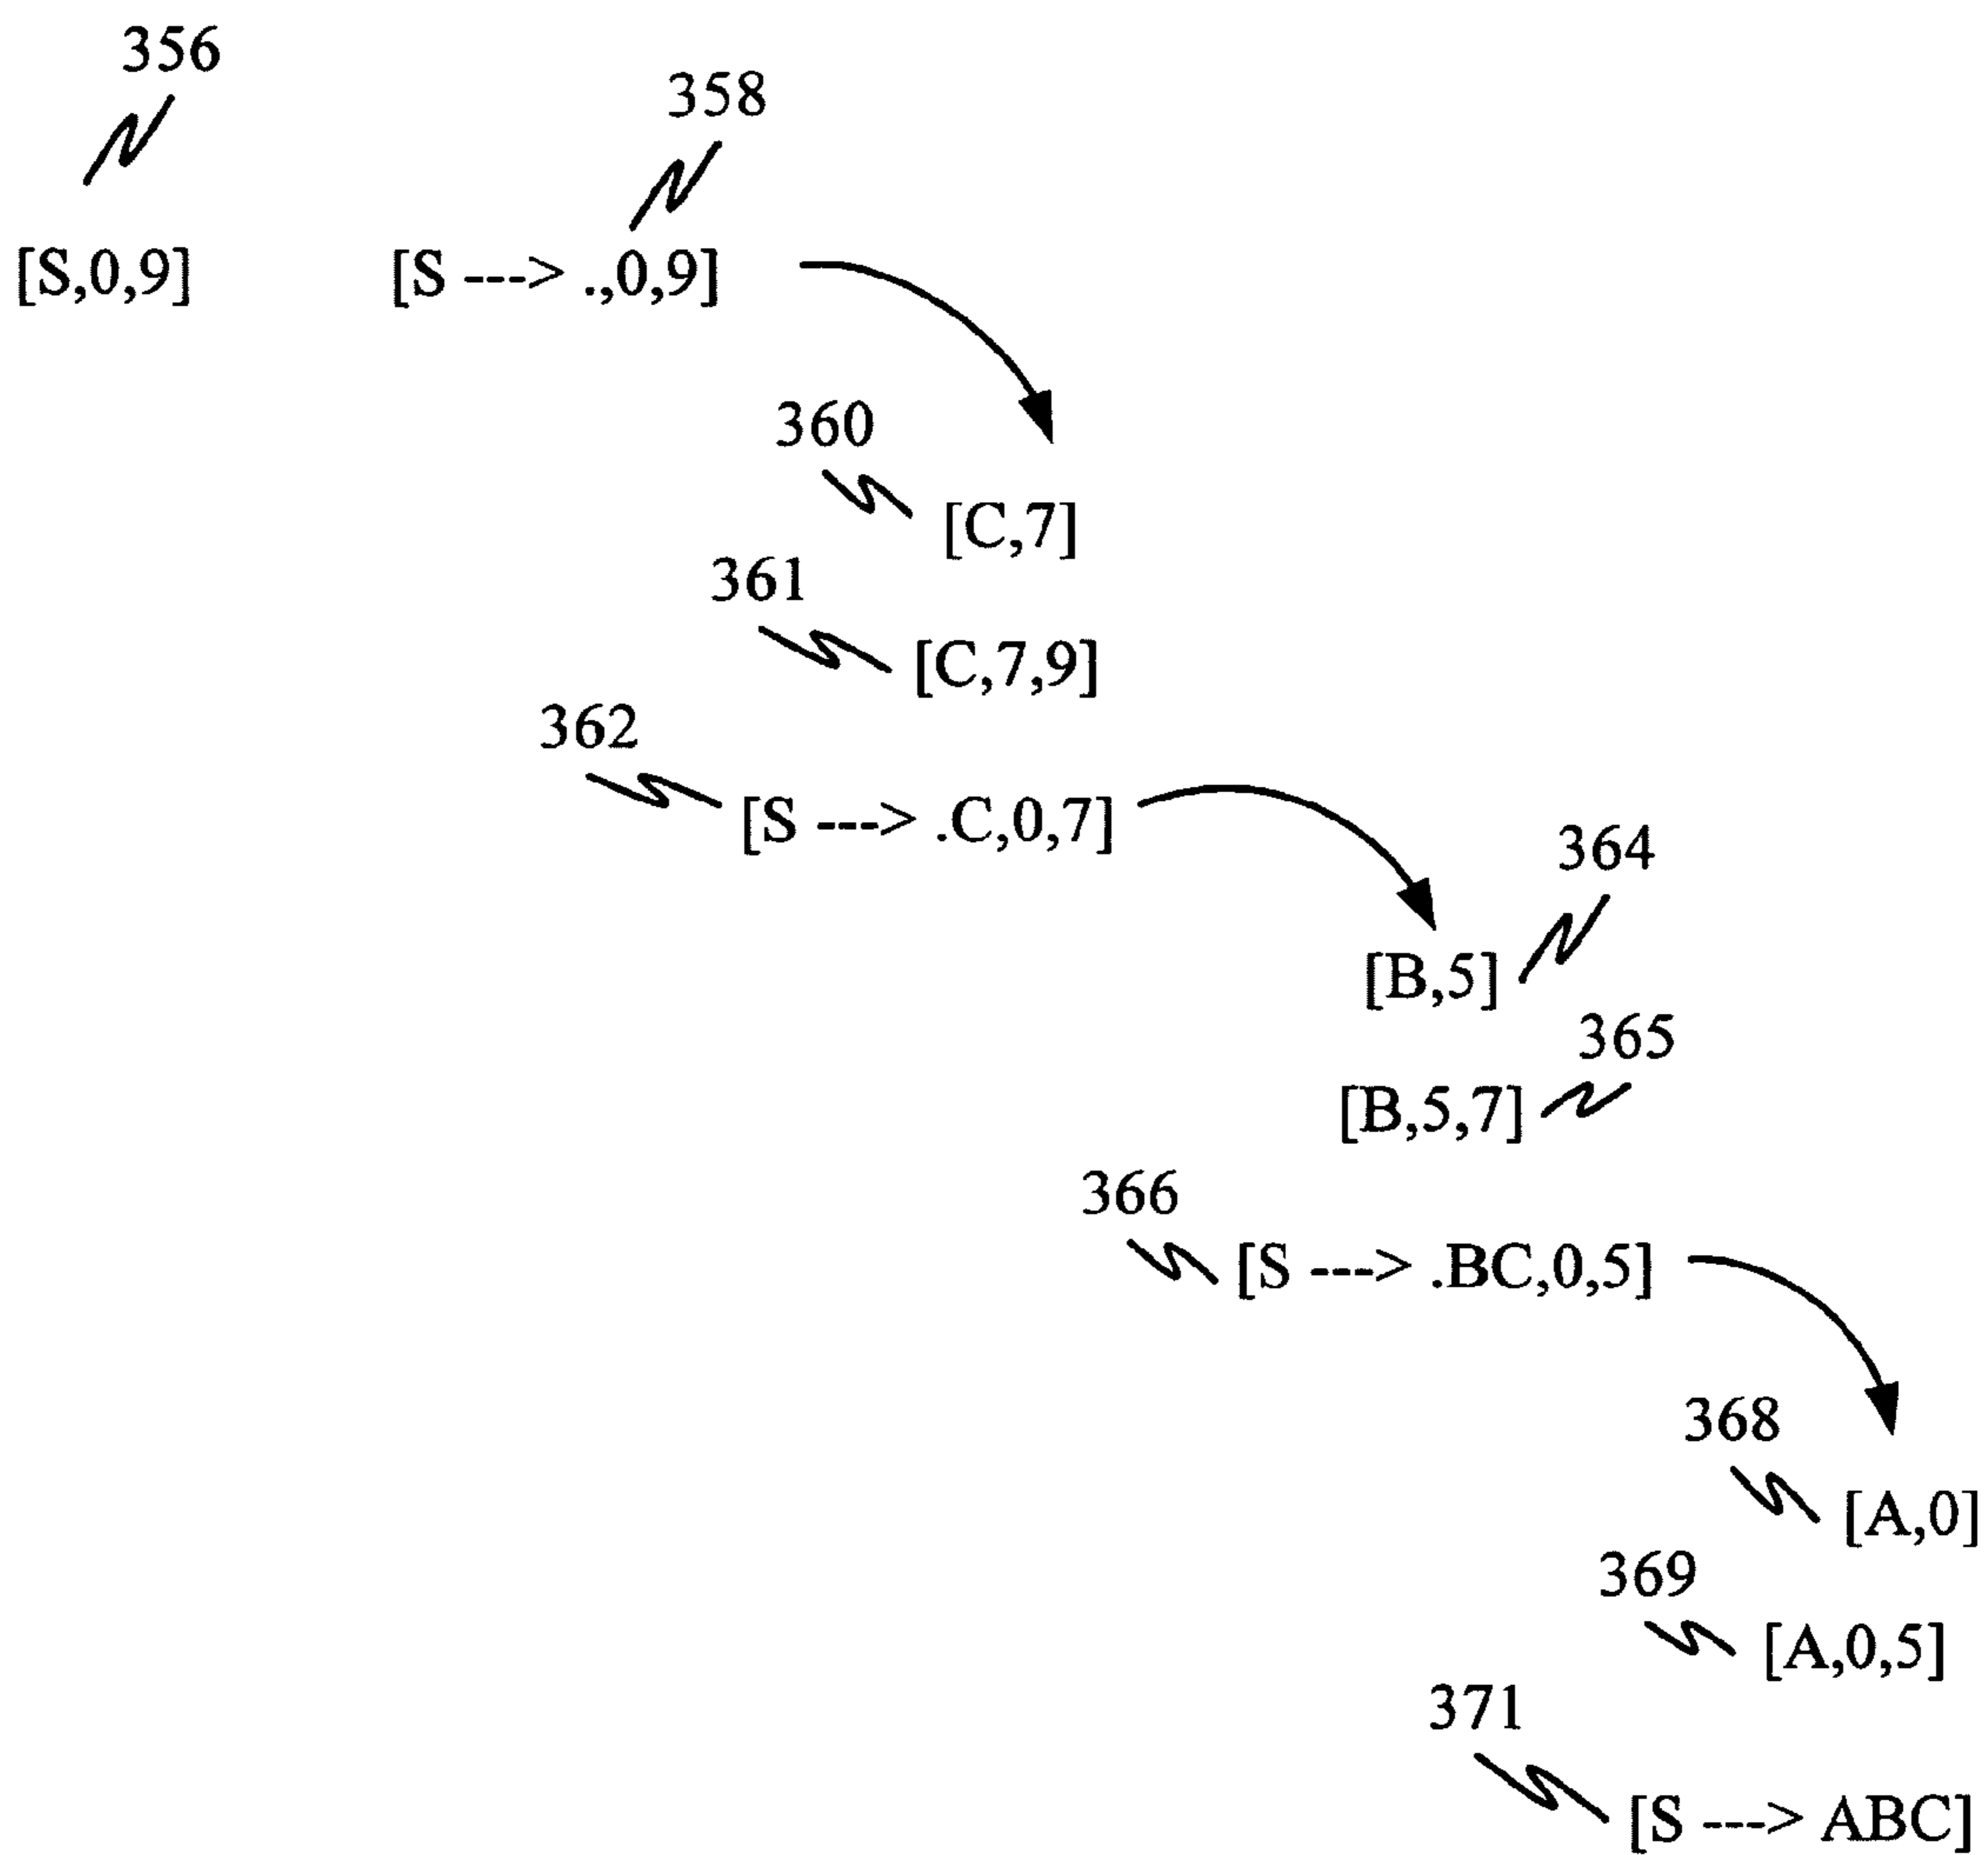 356
358
[S,0,9] [S ---> .,0,9]
360
[C,7]
361
[C,7,9]
362
[S ---> .C,0,7]
364
[B,5]
365
[B,5,7]
366
[S ---> .BC,0,5]
368
[A,0]
369
[A,0,5]
371
[S ---> ABC]